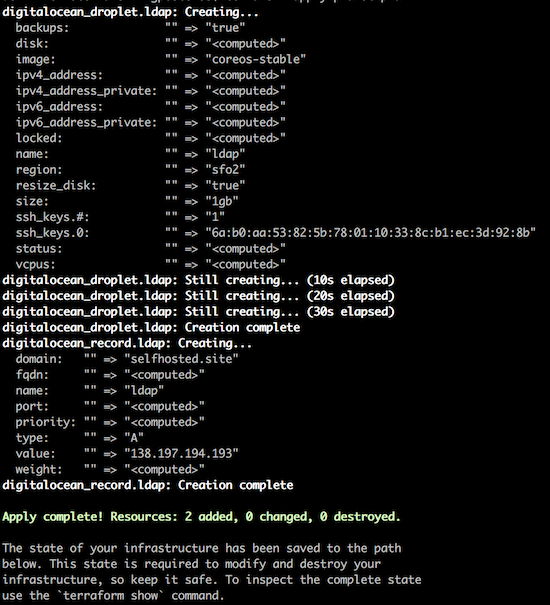 digitalocean_droplet.ldap: Creating...
  backups:              "" => "true"
  disk:                 "" => "<computed>"
  image:                "" => "coreos-stable"
  ipv4_address:         "" => "<computed>"
  ipv4_address_private: "" => "<computed>"
  ipv6_address:         "" => "<computed>"
  ipv6_address_private: "" => "<computed>"
  locked:               "" => "<computed>"
  name:                 "" => "ldap"
  region:               "" => "sfo2"
  resize_disk:          "" => "true"
  size:                 "" => "1gb"
  ssh_keys.#:           "" => "1"
  ssh_keys.0:           "" => "6a:b0:aa:53:82:5b:78:01:10:33:8c:b1:ec:3d:92:8b"
  status:               "" => "<computed>"
  vcpus:                "" => "<computed>"
digitalocean_droplet.ldap: Still creating... (10s elapsed)
digitalocean_droplet.ldap: Still creating... (20s elapsed)
digitalocean_droplet.ldap: Still creating... (30s elapsed)
digitalocean_droplet.ldap: Creation complete
digitalocean_record.ldap: Creating...
  domain:   "" => "selfhosted.site"
  fqdn:     "" => "<computed>"
  name:     "" => "ldap"
  port:     "" => "<computed>"
  priority: "" => "<computed>"
  type:     "" => "A"
  value:    "" => "138.197.194.193"
  weight:   "" => "<computed>"
digitalocean_record.ldap: Creation complete
Apply complete! Resources: 2 added, 0 changed, 0 destroyed.
The state of your infrastructure has been saved to the path
below. This state is required to modify and destroy your
infrastructure, so keep it safe. To inspect the complete state
use the `terraform show` command.